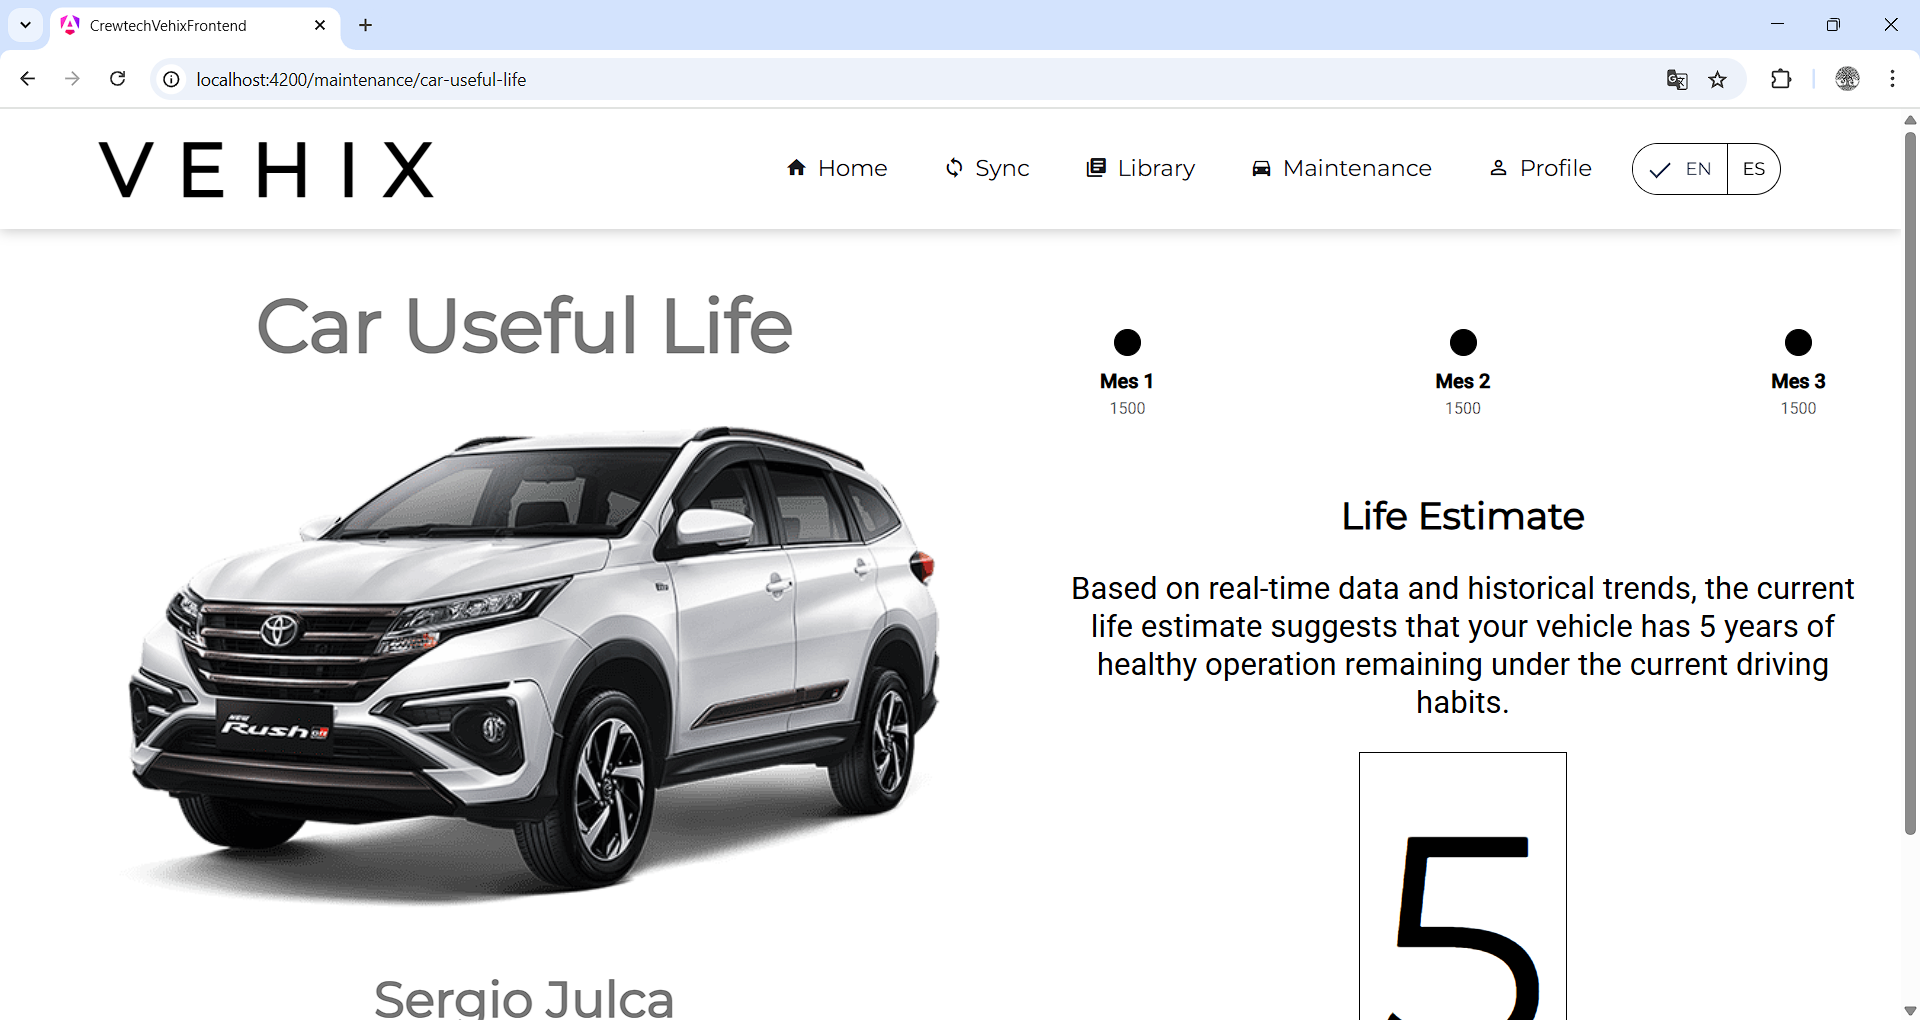 CrewtechVehixFrontend
localhost:4200/maintenance/car-useful-life
VEHIX
Home
Sync
Library
Maintenance
Profile
EN
ES
Car Useful Life
Mes 1
1500
Mes 2
1500
Mes 3
1500
NEW
Rush
Life Estimate
Based on real-time data and historical trends, the current
life estimate suggests that your vehicle has 5 years of
healthy operation remaining under the current driving
habits.
5
Sergio Julca